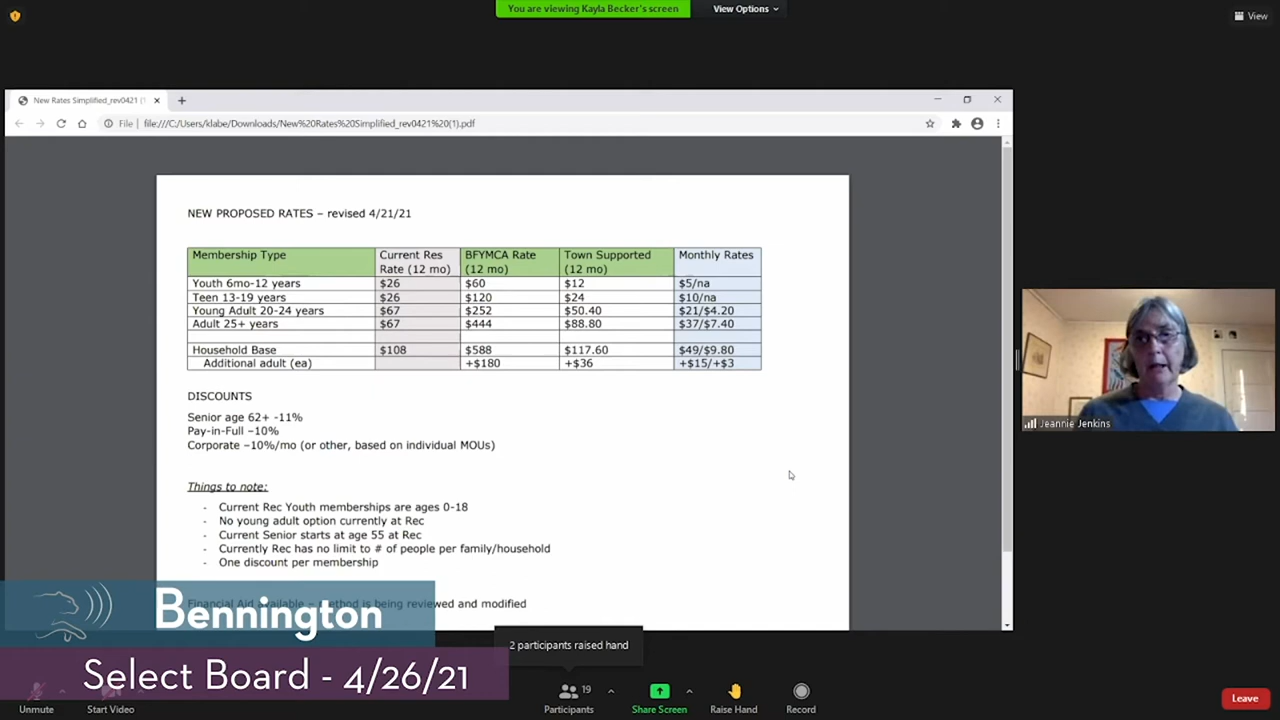 You are viewing Kayla Becker's screen
View Options
View
New Rates Simplified_rev0421 (1
File | file:///C:/Users/klabe/Downloads/New%20Rates%20Simplified_rev0421%20(1).pdf
NEW PROPOSED RATES – revised 4/21/21
Membership Type Current Res Rate (12 mo) BFYMCA Rate (12 mo) Town Supported (12 mo) Monthly Rates
Youth 6mo-12 years $26 $60 $12 $5/na
Teen 13-19 years $26 $120 $24 $10/na
Young Adult 20-24 years $67 $252 $50.40 $21/$4.20
Adult 25+ years $67 $444 $88.80 $37/$7.40
Household Base $108 $588 $117.60 $49/$9.80
Additional adult (ea) +$180 +$36 +$15/+$3
DISCOUNTS
Senior age 62+ -11%
Pay-in-Full –10%
Corporate –10%/mo (or other, based on individual MOUs)
Things to note:
- Current Rec Youth memberships are ages 0-18
- No young adult option currently at Rec
- Current Senior starts at age 55 at Rec
- Currently Rec has no limit to # of people per family/household
- One discount per membership
Financial Aid available – method is being reviewed and modified
Jeannie Jenkins
Bennington
Select Board - 4/26/21
2 participants raised hand
Unmute
Start Video
Participants 19
Share Screen
Raise Hand
Record
Leave